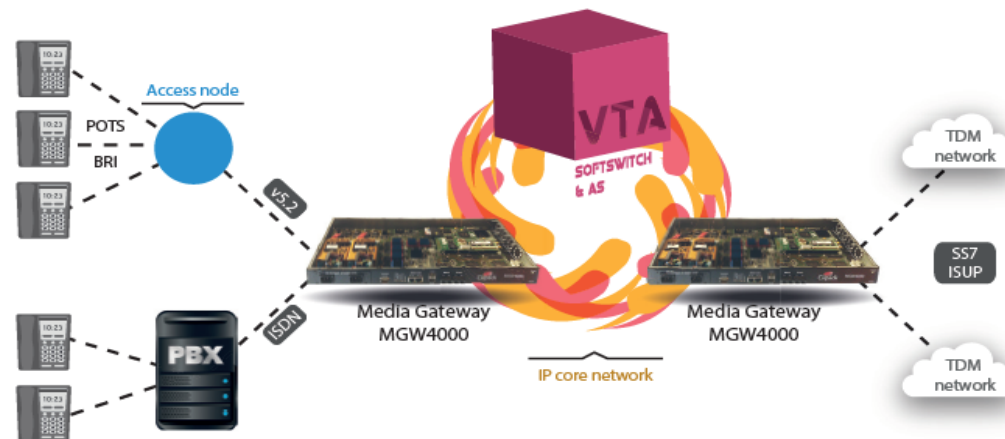 10:23
10:23
10:23
Access node
POTS
BRI
v5.2
VTA
SOFTSWITCH
& AS
TDM
network
SS7
ISUP
Media Gateway
MGW4000
Media Gateway
MGW4000
ISDN
10:23
10:23
PBX
IP core network
TDM
network